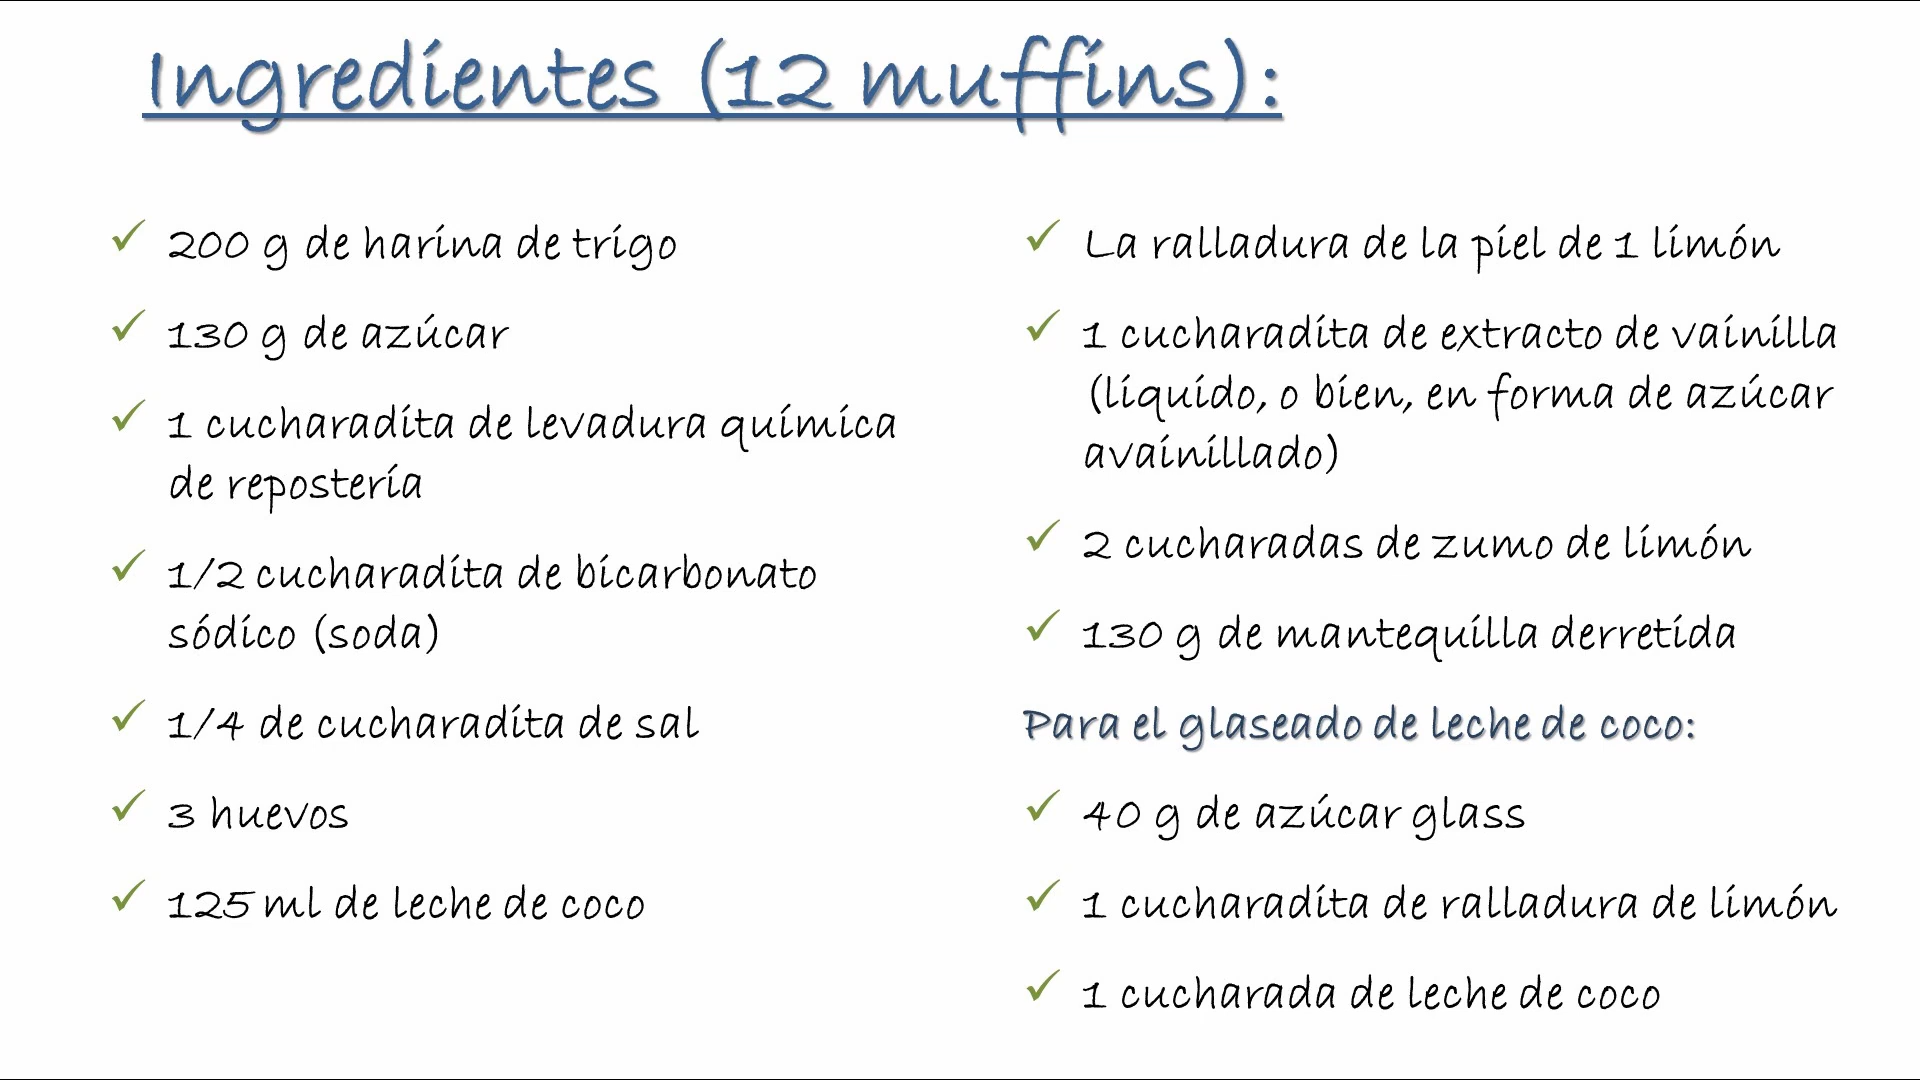 Ingredientes (12 muffins):
200 g de harina de trigo
130 g de azúcar
1 cucharadita de levadura química
de repostería
1/2 cucharadita de bicarbonato
sódico (soda)
1/4 de cucharadita de sal
3 huevos
125 ml de leche de coco
La ralladura de la piel de 1 limón
1 cucharadita de extracto de vainilla
(líquido, o bien, en forma de azúcar
avainillado)
2 cucharadas de zumo de limón
130 g de mantequilla derretida
Para el glaseado de leche de coco:
40 g de azúcar glass
1 cucharadita de ralladura de limón
1 cucharada de leche de coco